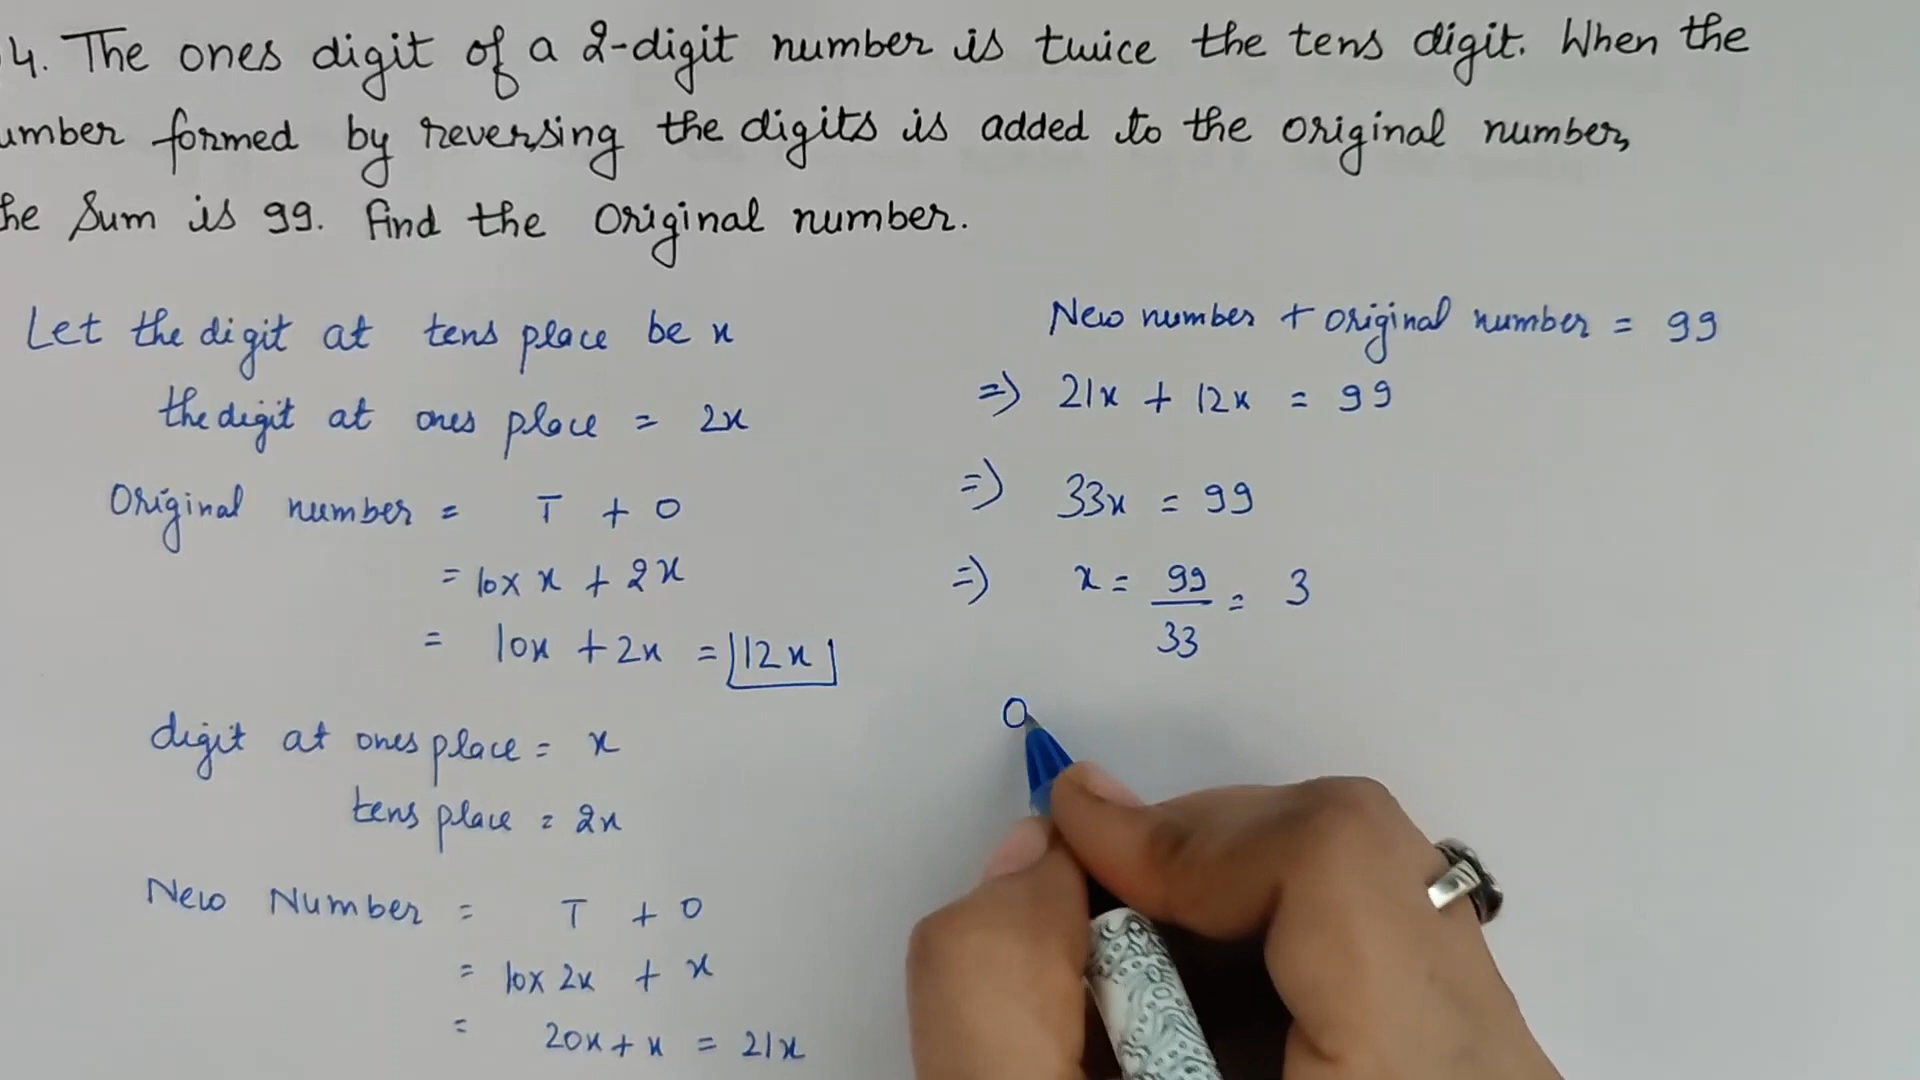 4. The ones digit of a 2-digit number is twice the tens digit. When the
umber formed by reversing the digits is added to the original number,
he Sum is 99. find the Original number.
Let the digit at tens place be x
the digit at ones place = 2x
Original number = T + O
= 10 x x + 2x
= 10x + 2x = 12x
digit at ones place = x
tens place = 2x
New Number = T + O
= 10 x 2x + x
= 20x + x = 21x
New number + original number = 99
=> 21x + 12x = 99
=> 33x = 99
=> x = 99/33 = 3
O